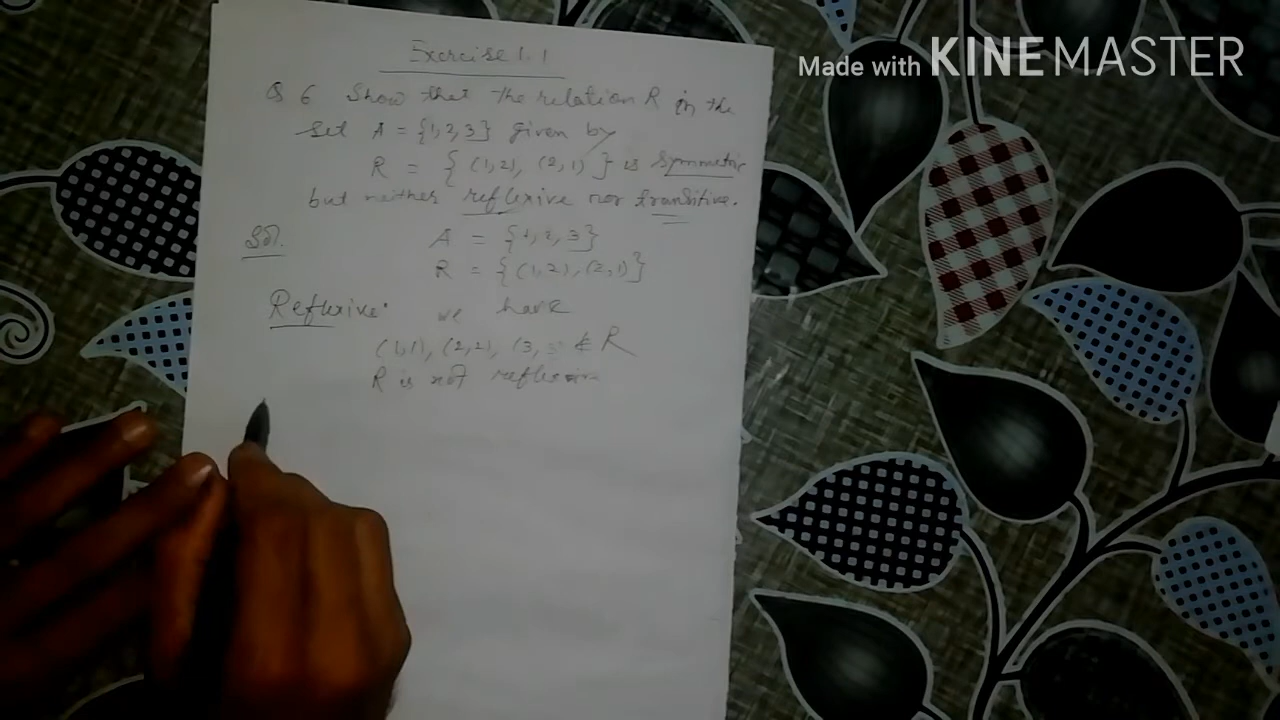 Made with KINEMASTER
Exercise 1.1
Q 6 Show that the relation R in the
set A = {1,2,3} given by
R = { (1,2), (2,1) } is symmetric
but neither reflexive nor transitive.
Sol. A = {1,2,3}
R = {(1,2),(2,1)}
Reflexive: we have
(1,1), (2,2), (3,3 ∉ R
R is not reflexive